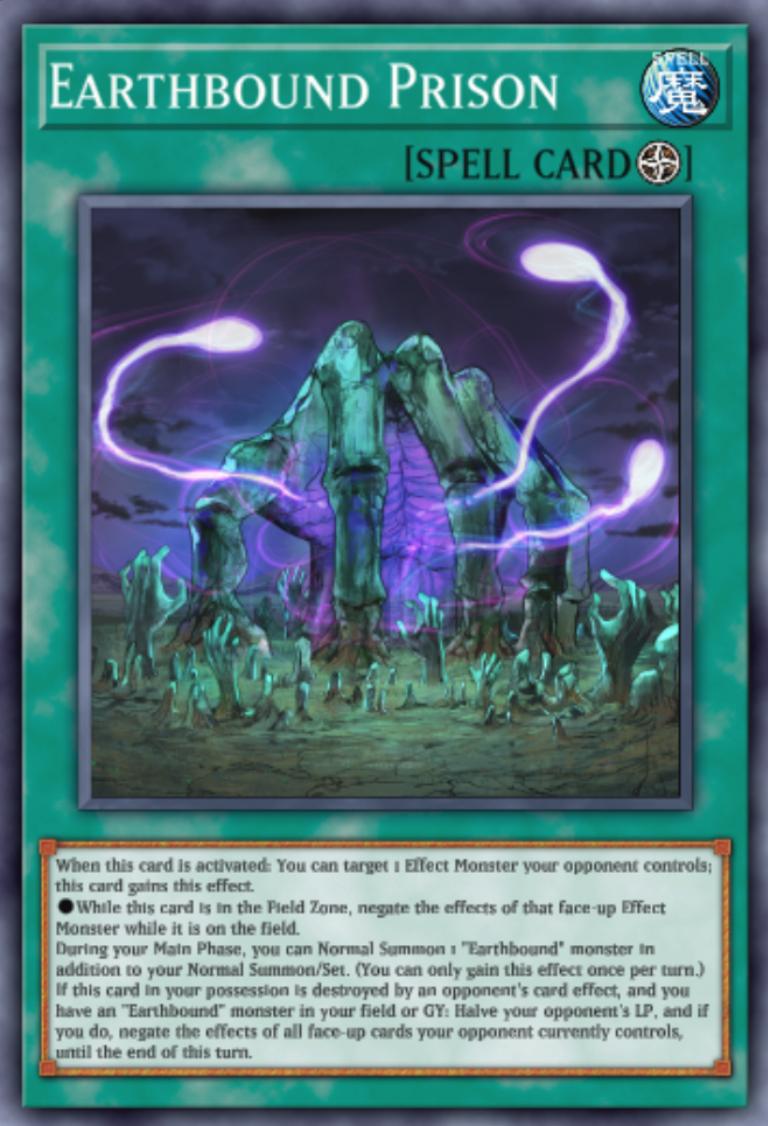 EARTHBOUND PRISON
SPELL
魔
[SPELL CARD]
When this card is activated: You can target 1 Effect Monster your opponent controls;
this card gains this effect.
●While this card is in the Field Zone, negate the effects of that face-up Effect
Monster while it is on the field.
During your Main Phase, you can Normal Summon 1 "Earthbound" monster in
addition to your Normal Summon/Set. (You can only gain this effect once per turn.)
If this card in your possession is destroyed by an opponent's card effect, and you
have an "Earthbound" monster in your field or GY: Halve your opponent's LP, and if
you do, negate the effects of all face-up cards your opponent currently controls,
until the end of this turn.